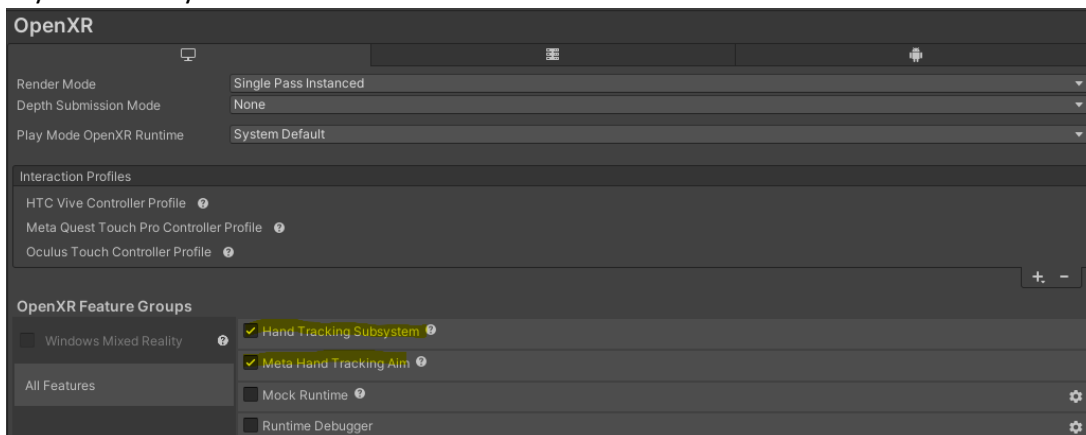 OpenXR
Render Mode Single Pass Instanced
Depth Submission Mode None
Play Mode OpenXR Runtime System Default
Interaction Profiles
HTC Vive Controller Profile
Meta Quest Touch Pro Controller Profile
Oculus Touch Controller Profile
OpenXR Feature Groups
Windows Mixed Reality
All Features
Hand Tracking Subsystem
Meta Hand Tracking Aim
Mock Runtime
Runtime Debugger